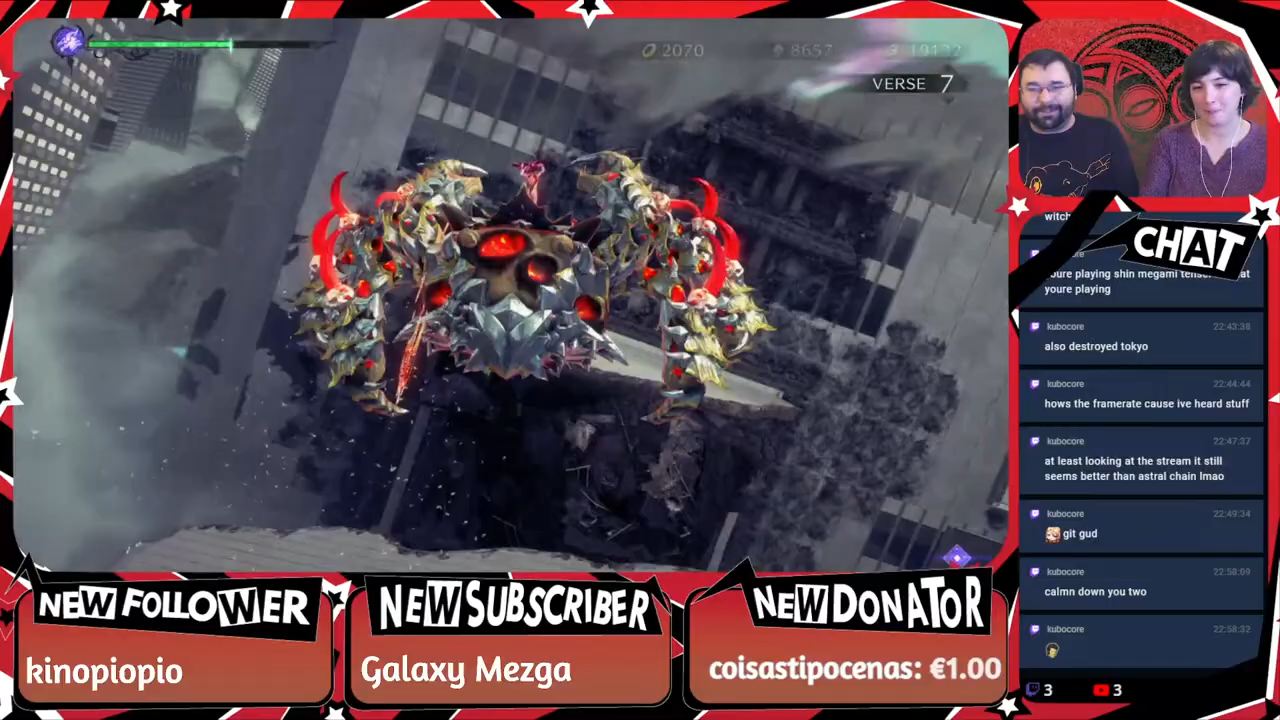 2070 8657
VERSE 7
CHAT
witch
youre playing
kubocore 22:43:38
also destroyed tokyo
kubocore 22:44:44
hows the framerate cause ive heard stuff
kubocore 22:47:37
at least looking at the stream it still
seems better than astral chain lmao
kubocore 22:49:34
git gud
kubocore 22:58:09
calmn down you two
kubocore 22:58:32
NEW FOLLOWER
kinopiopio
NEW SUBSCRIBER
Galaxy Mezga
NEW DONATOR
coisastipocenas: €1.00
3 3